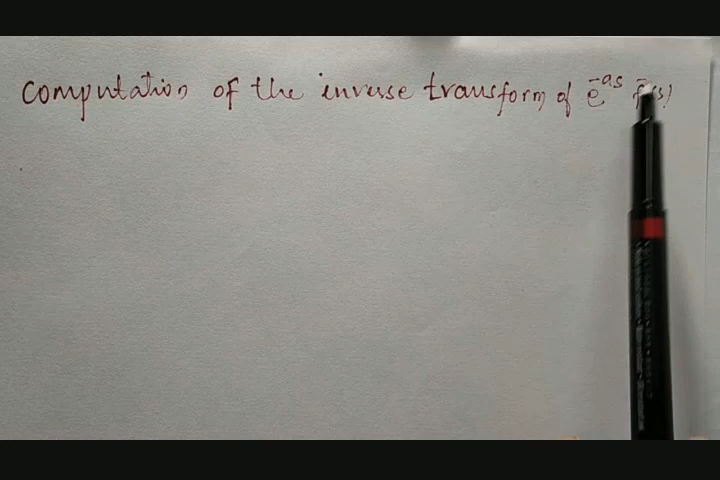 Computation of the inverse transform of e^{-as}